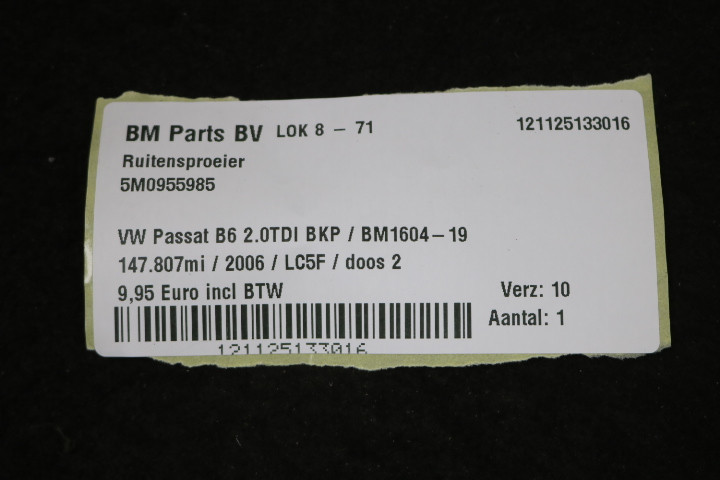 BM Parts BV LOK 8 - 71 121125133016
Ruitensproeier
5M0955985
VW Passat B6 2.0TDI BKP / BM1604-19
147.807mi / 2006 / LC5F / doos 2
9,95 Euro incl BTW Verz: 10
Aantal: 1
121125133016